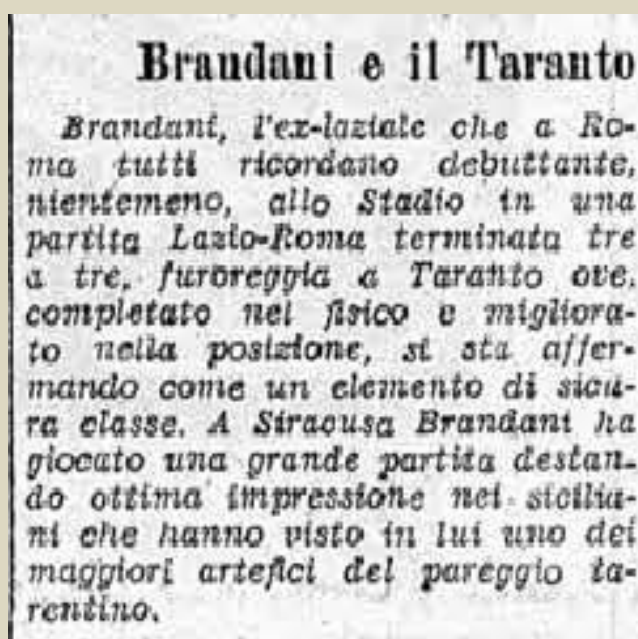 Brandani e il Taranto
Brandani, l'ex-laziale che a Ro-
ma tutti ricordano debuttante,
nientemeno, allo Stadio in una
partita Lazio-Roma terminata tre
a tre, furoreggia a Taranto ove,
completato nel fisico e migliora-
to nella posizione, si sta affer-
mando come un elemento di sicu-
ra classe. A Siracusa Brandani ha
giocato una grande partita destan-
do ottima impressione nei sicilia-
ni che hanno visto in lui uno dei
maggiori artefici del pareggio ta-
rentino.